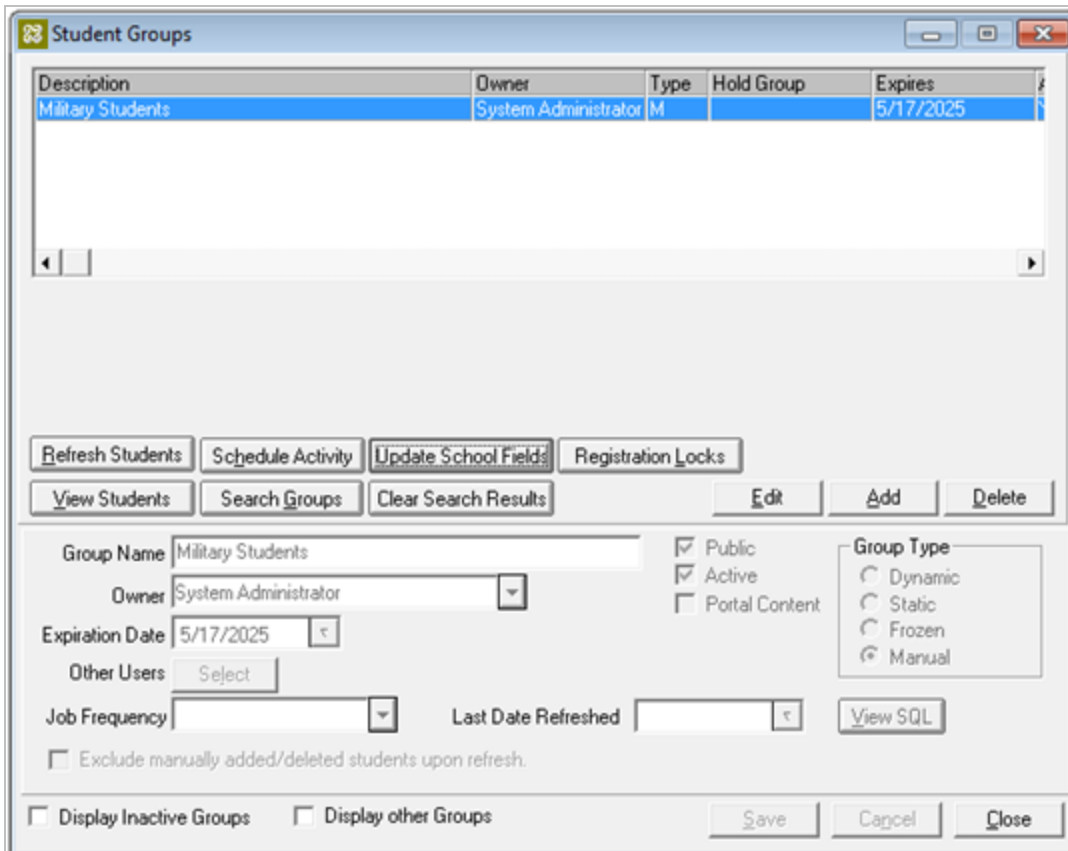 Student Groups
Description Owner Type Hold Group Expires
Military Students System Administrator M 5/17/2025
Refresh Students Schedule Activity Update School Fields Registration Locks
View Students Search Groups Clear Search Results Edit Add Delete
Group Name Military Students Public Group Type
Owner System Administrator Active Dynamic
Portal Content Static
Expiration Date 5/17/2025 Frozen
Other Users Select Manual
Job Frequency Last Date Refreshed View SQL
Exclude manually added/deleted students upon refresh.
Display Inactive Groups Display other Groups Save Cancel Close